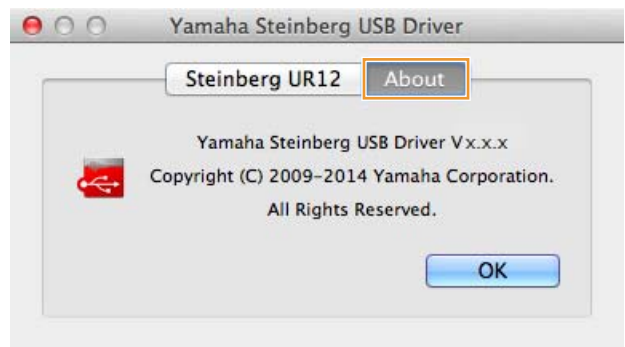 Yamaha Steinberg USB Driver
Steinberg UR12 About
Yamaha Steinberg USB Driver Vx.x.x
Copyright (C) 2009-2014 Yamaha Corporation.
All Rights Reserved.
OK